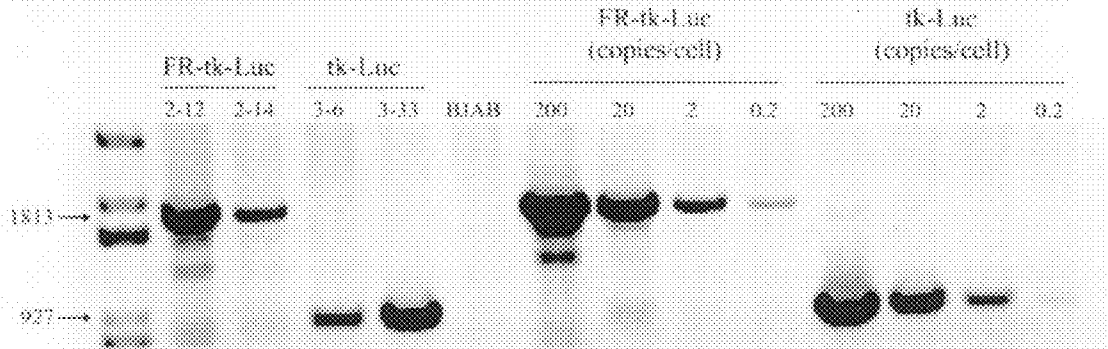 FR-tk-Luc tk-Luc
(copies/cell) (copies/cell)
FR-tk-Luc tk-Luc
2-12 2-14 3-6 3-33 BJAB 200 20 2 0.2 200 20 2 0.2
1813
927